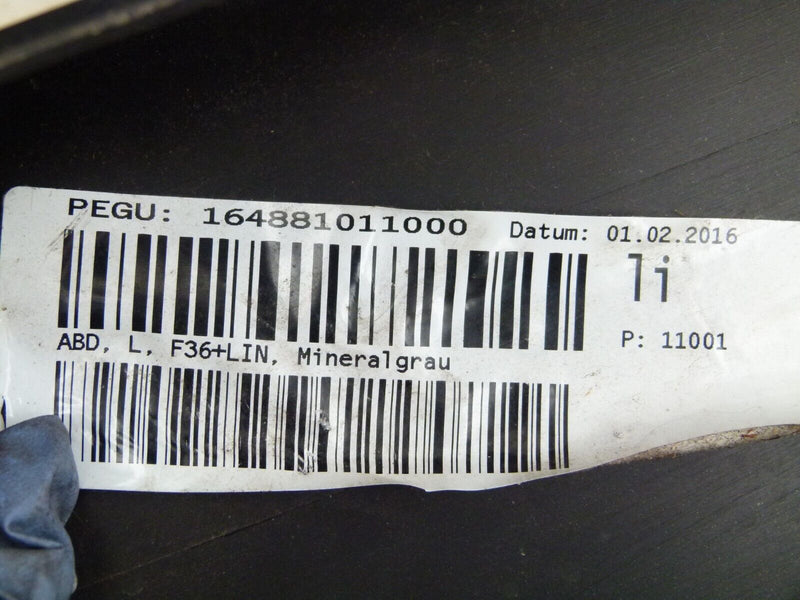 PEGU: 164881011000 Datum: 01.02.2016
li
P: 11001
ABD, L, F36+LIN, Mineralgrau